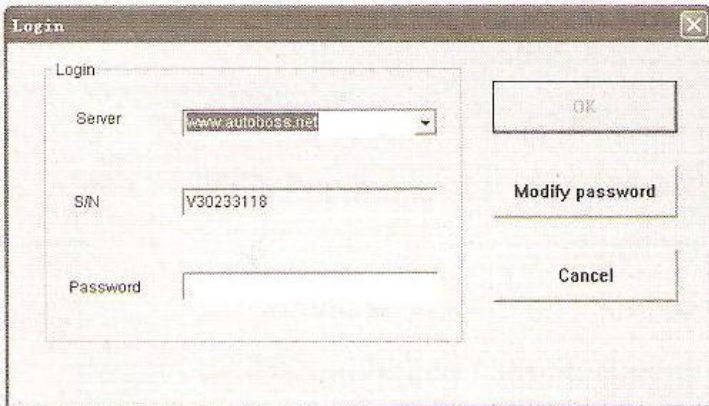 Login
Login
Server
www.autoboss.net
OK
S/N
V30233118
Modify password
Password
Cancel